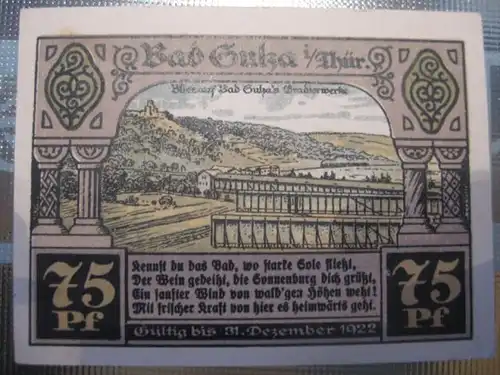 Bad Sulza i/Thür.
Blick auf Bad Sulza's Gradierwerke
Kennst du das Bad, wo starke Sole fließt,
Der Wein gedeiht, die Sonnenburg dich grüßt,
Ein sanfter Wind von wald'gen Höhen weht!
Mit frischer Kraft von hier es heimwärts geht.
75
Pf
75
Pf
Gültig bis 31. Dezember 1922